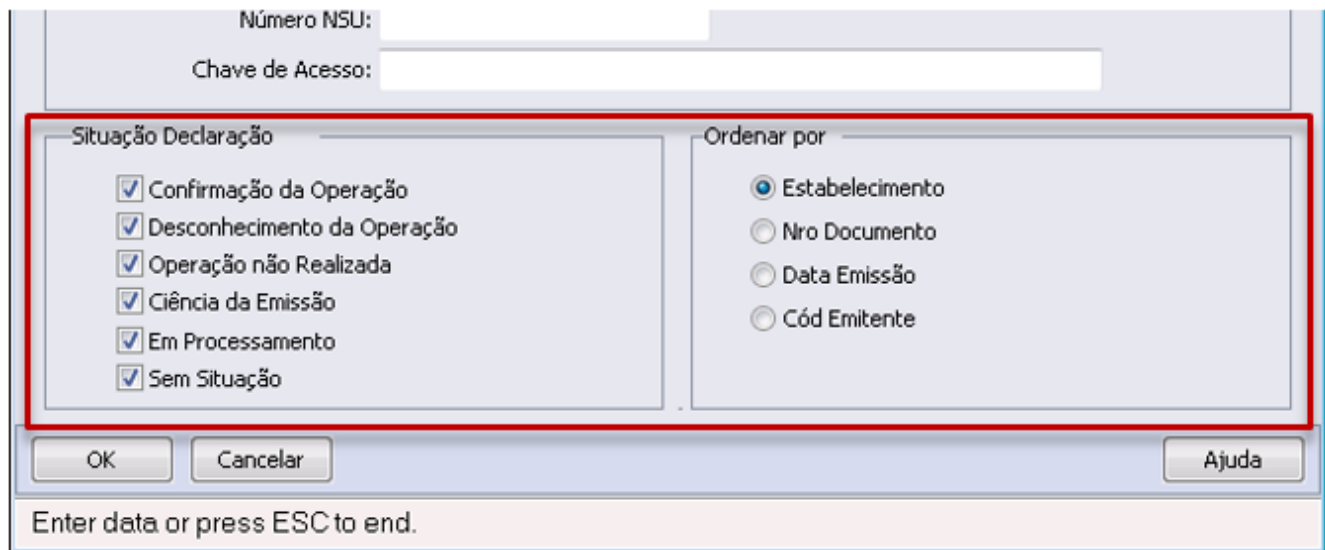 Número NSU:
Chave de Acesso:
Situação Declaração
Confirmação da Operação
Desconhecimento da Operação
Operação não Realizada
Ciência da Emissão
Em Processamento
Sem Situação
Ordenar por
Estabelecimento
Nro Documento
Data Emissão
Cód Emitente
OK
Cancelar
Ajuda
Enter data or press ESC to end.